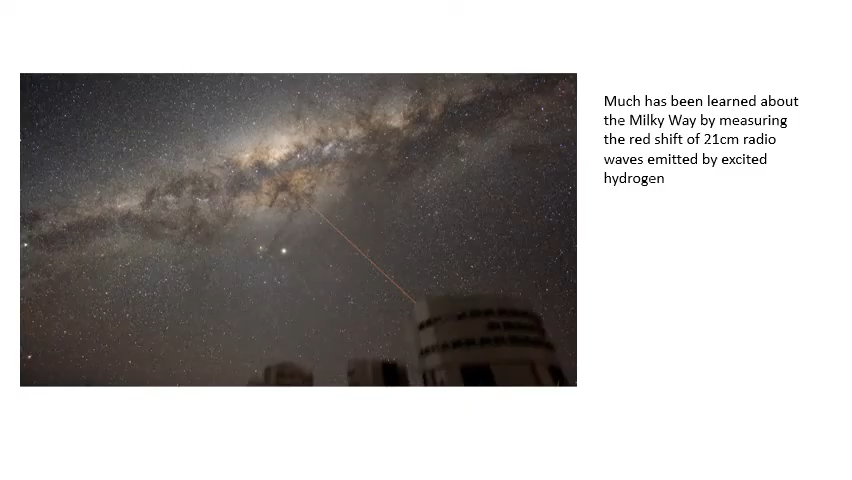 Much has been learned about
the Milky Way by measuring
the red shift of 21cm radio
waves emitted by excited
hydrogen